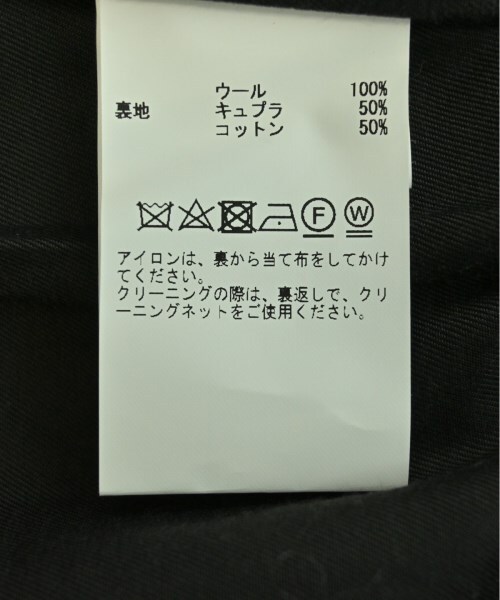 ウール 100%
裏地 キュプラ 50%
コットン 50%
F W
アイロンは、裏から当て布をしてかけ
てください。
クリーニングの際は、裏返しで、クリ
ーニングネットをご使用ください。